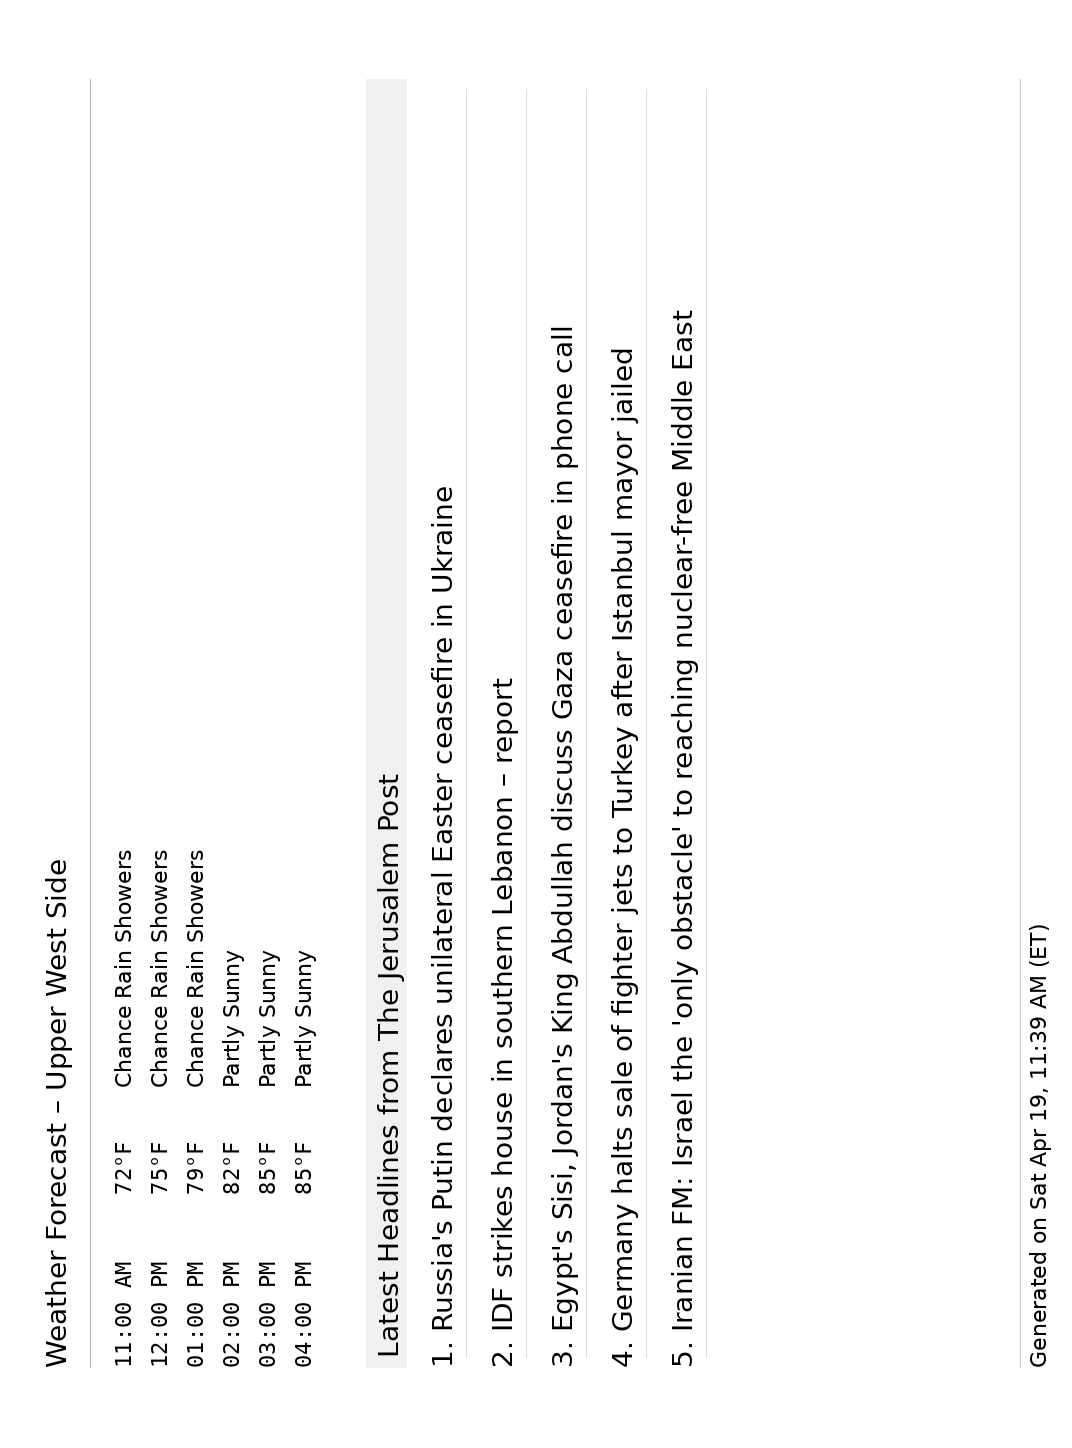 Weather Forecast – Upper West Side
11:00 AM 72°F Chance Rain Showers
12:00 PM 75°F Chance Rain Showers
01:00 PM 79°F Chance Rain Showers
02:00 PM 82°F Partly Sunny
03:00 PM 85°F Partly Sunny
04:00 PM 85°F Partly Sunny
Latest Headlines from The Jerusalem Post
1. Russia's Putin declares unilateral Easter ceasefire in Ukraine
2. IDF strikes house in southern Lebanon – report
3. Egypt's Sisi, Jordan's King Abdullah discuss Gaza ceasefire in phone call
4. Germany halts sale of fighter jets to Turkey after Istanbul mayor jailed
5. Iranian FM: Israel the 'only obstacle' to reaching nuclear-free Middle East
Generated on Sat Apr 19, 11:39 AM (ET)